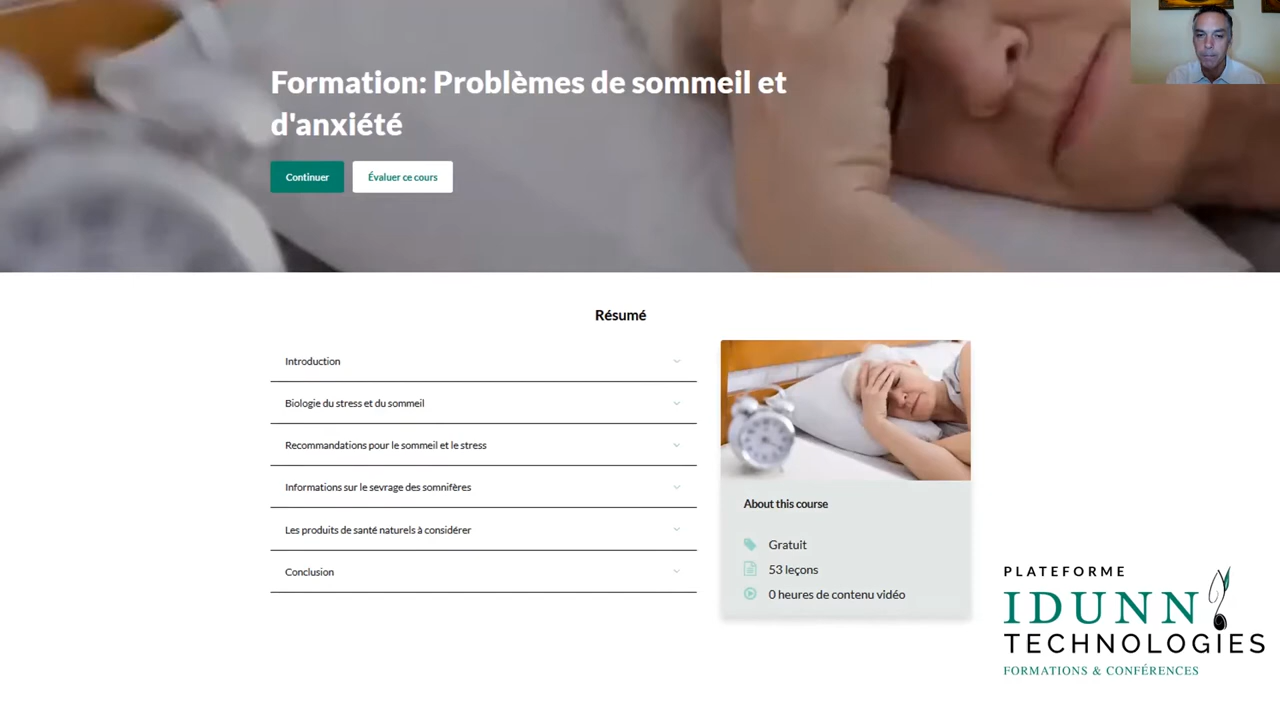 Formation: Problèmes de sommeil et
d'anxiété
Continuer
Évaluer ce cours
Résumé
Introduction
Biologie du stress et du sommeil
Recommandations pour le sommeil et le stress
Informations sur le sevrage des somnifères
Les produits de santé naturels à considérer
Conclusion
About this course
Gratuit
53 leçons
0 heures de contenu vidéo
PLATEFORME
IDUNN
TECHNOLOGIES
FORMATIONS & CONFÉRENCES